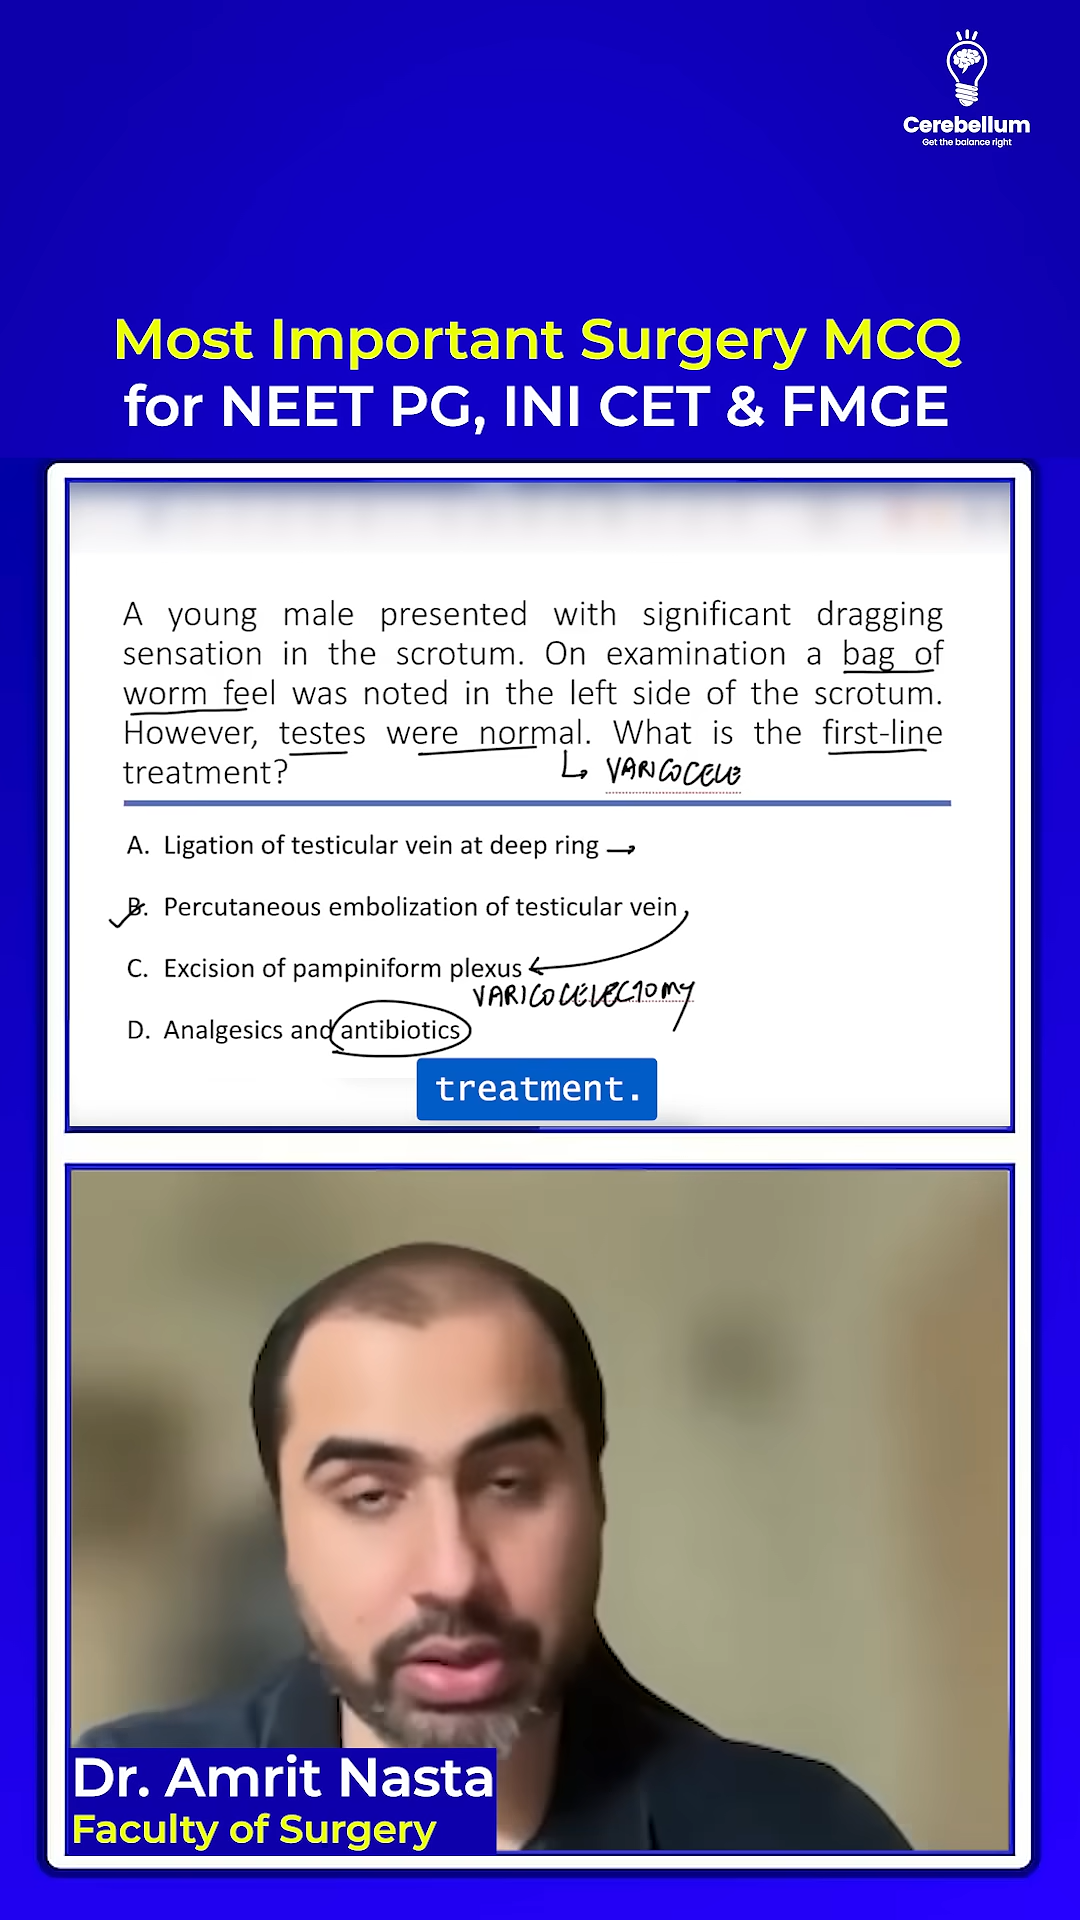 Cerebellum
Get the balance right
Most Important Surgery MCQ
for NEET PG, INI CET & FMGE
A young male presented with significant dragging
sensation in the scrotum. On examination a bag of
worm feel was noted in the left side of the scrotum.
However, testes were normal. What is the first-line
treatment?
VARICOCELE
A. Ligation of testicular vein at deep ring
B. Percutaneous embolization of testicular vein
C. Excision of pampiniform plexus
VARICOCELECTOMY
D. Analgesics and antibiotics
treatment.
Dr. Amrit Nasta
Faculty of Surgery